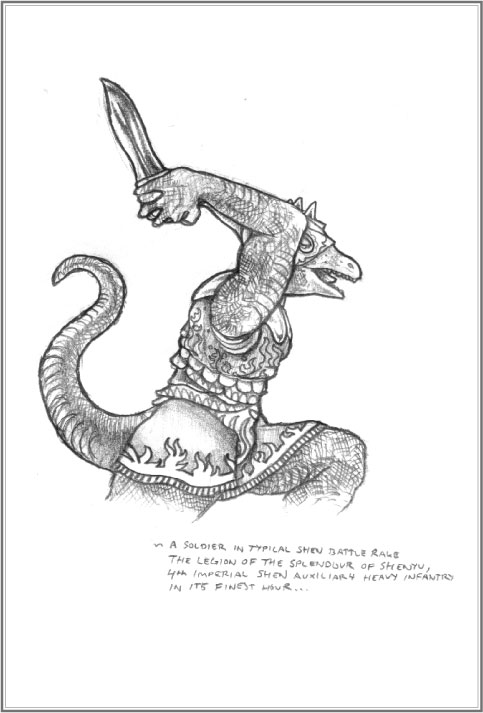 ~ A SOLDIER IN TYPICAL SHEN BATTLE RAGE
THE LEGION OF THE SPLENDOUR OF SHENYU,
4th IMPERIAL SHEN AUXILIARY HEAVY INFANTRY
IN ITS FINEST HOUR...